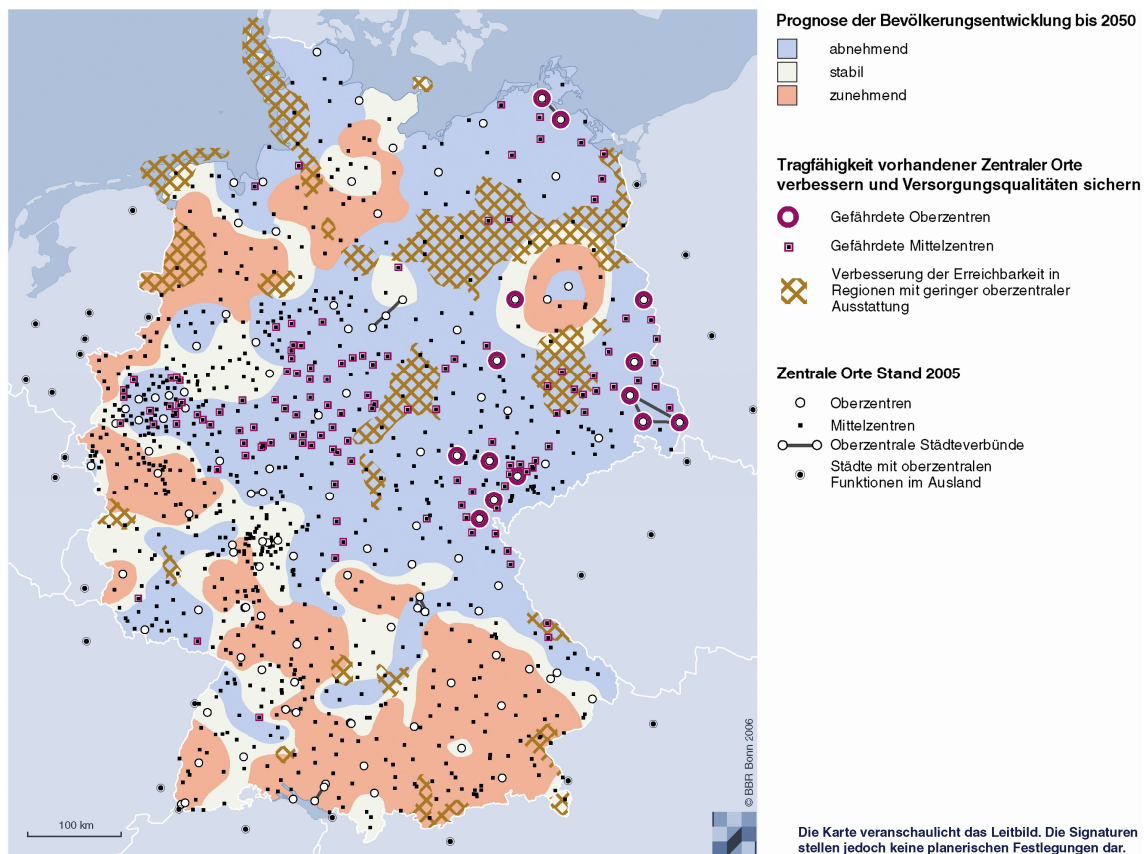 Prognose der Bevölkerungsentwicklung bis 2050
abnehmend
stabil
zunehmend
Tragfähigkeit vorhandener Zentraler Orte
verbessern und Versorgungsqualitäten sichern
Gefährdete Oberzentren
Gefährdete Mittelzentren
Verbesserung der Erreichbarkeit in
Regionen mit geringer oberzentraler
Ausstattung
Zentrale Orte Stand 2005
Oberzentren
Mittelzentren
Oberzentrale Städteverbünde
Städte mit oberzentralen
Funktionen im Ausland
© BBR Bonn 2006
100 km
Die Karte veranschaulicht das Leitbild. Die Signaturen
stellen jedoch keine planerischen Festlegungen dar.